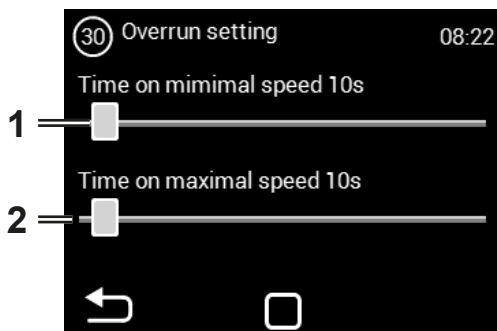 30 Overrun setting 08:22
Time on mimimal speed 10s
1
Time on maximal speed 10s
2